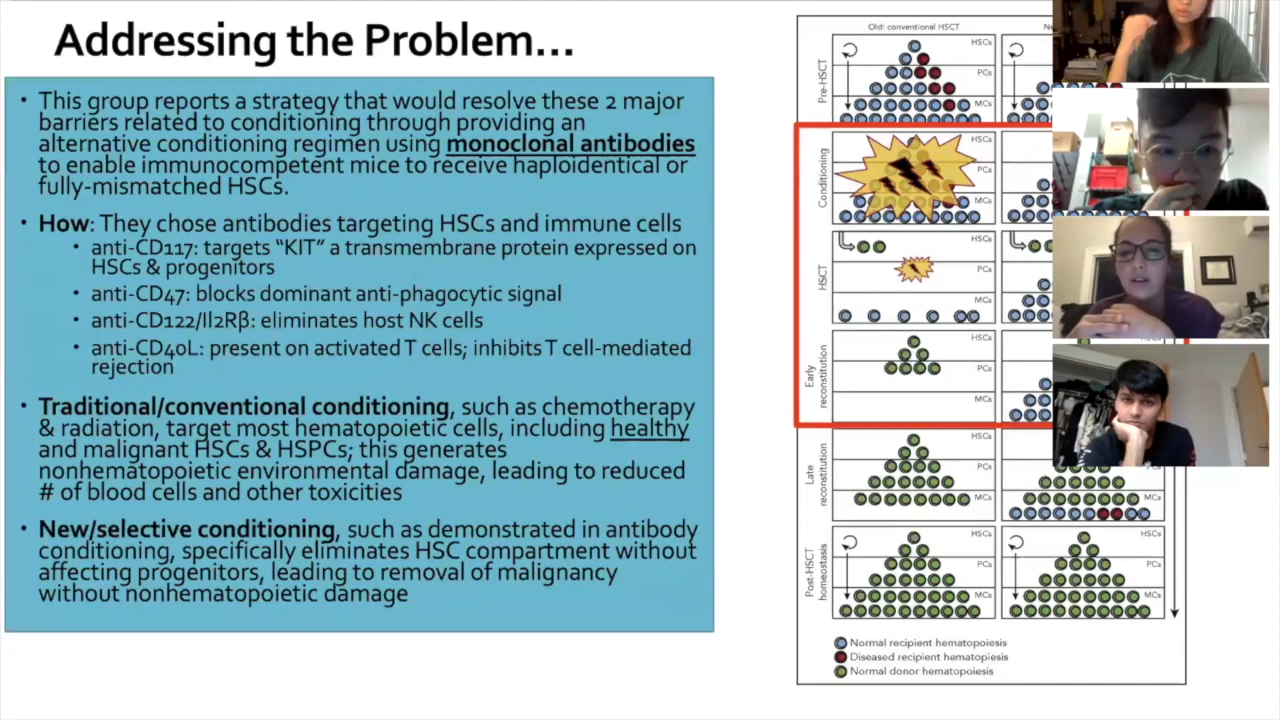 Addressing the Problem...
• This group reports a strategy that would resolve these 2 major
barriers related to conditioning through providing an
alternative conditioning regimen using monoclonal antibodies
to enable immunocompetent mice to receive haploidentical or
fully-mismatched HSCs.
• How: They chose antibodies targeting HSCs and immune cells
• anti-CD117: targets “KIT” a transmembrane protein expressed on
HSCs & progenitors
• anti-CD47: blocks dominant anti-phagocytic signal
• anti-CD122/Il2Rβ: eliminates host NK cells
• anti-CD40L: present on activated T cells; inhibits T cell-mediated
rejection
• Traditional/conventional conditioning, such as chemotherapy
& radiation, target most hematopoietic cells, including healthy
and malignant HSCs & HSPCs; this generates
nonhematopoietic environmental damage, leading to reduced
# of blood cells and other toxicities
• New/selective conditioning, such as demonstrated in antibody
conditioning, specifically eliminates HSC compartment without
affecting progenitors, leading to removal of malignancy
without nonhematopoietic damage
Old: conventional HSCT
Pre-HSCT
HSCs
PCs
MCs
Conditioning
HSCs
PCs
MCs
HSCT
HSCs
PCs
MCs
Early
reconstitution
HSCs
PCs
MCs
Late
reconstitution
HSCs
PCs
MCs
PCs
MCs
Post-HSCT
homeostasis
HSCs
PCs
MCs
HSCs
PCs
MCs
Normal recipient hematopoiesis
Diseased recipient hematopiesis
Normal donor hematopoiesis